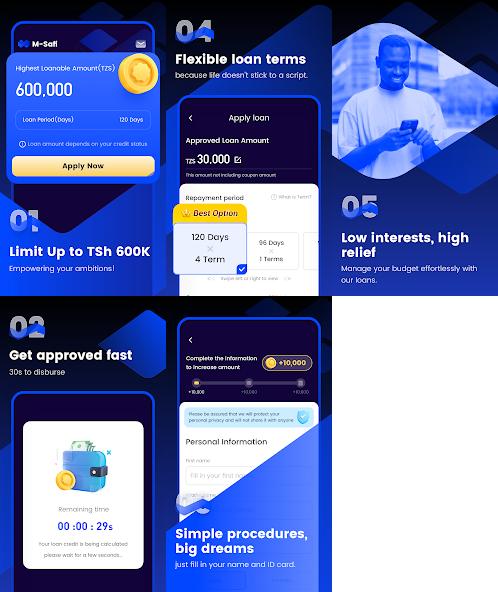 M-Safi
Highest Loanable Amount(TZS)
600,000
Loan Period(Days)
120 Days
Loan amount depends on your credit status
Apply Now
01
Limit Up to TSh 600K
Empowering your ambitions!
04
Flexible loan terms
because life doesn't stick to a script.
Apply loan
Approved Loan Amount
TZS 30,000
This amount not including coupon amount
Repayment period
What is Term?
Best Option
120 Days
4 Term
96 Days
1 Terms
Swipe left or right to view
05
Low interests, high
relief
Manage your budget effortlessly with
our loans.
02
Get approved fast
30s to disburse
Remaining time
00 :00 : 29s
Your loan credit is being calculated
please wait for a few seconds...
Complete the information
to increase amount
+10,000
+10,000
+10,000
+10,000
Please be assured that we will protect your
personal privacy and will not share it with anyone
Personal Information
First name
Fill in your first
Simple procedures,
big dreams
just fill in your name and ID card.